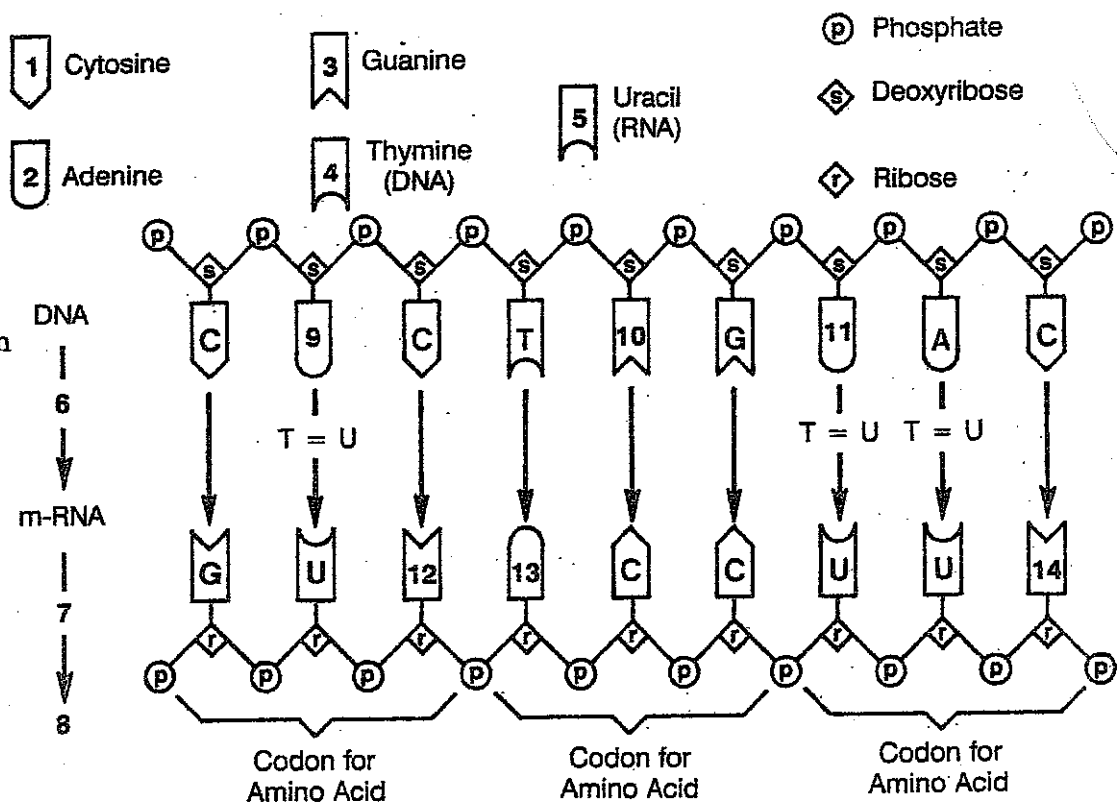 1 Cytosine
3 Guanine
5 Uracil
(RNA)
p Phosphate
s Deoxyribose
2 Adenine
4 Thymine
(DNA)
r Ribose
p p p p p p p p p p
s s s s s s s s s
DNA
C 9 C T 10 G 11 A C
n
6
T = U T = U T = U
m-RNA
G U 12 13 C C U U 14
7
r r r r r r r r r
p p p p p p p p p p
8
Codon for
Amino Acid
Codon for
Amino Acid
Codon for
Amino Acid